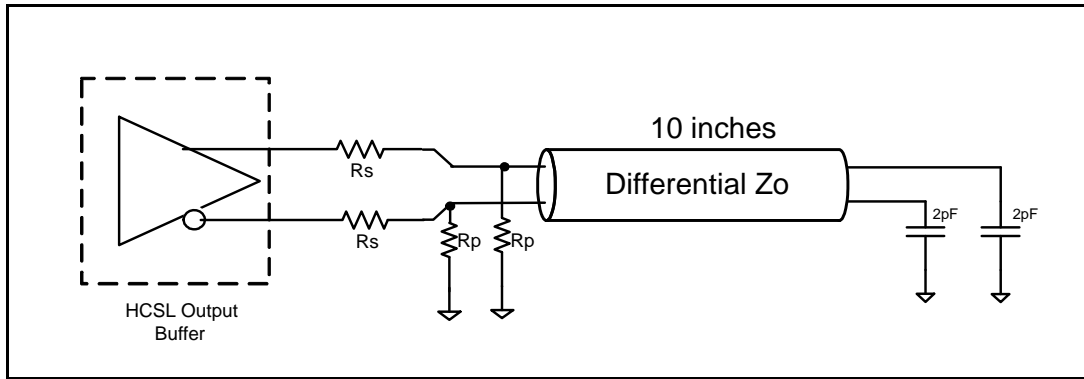 10 inches
Rs
Differential Zo
Rs
Rp
Rp
2pF
2pF
HCSL Output
Buffer